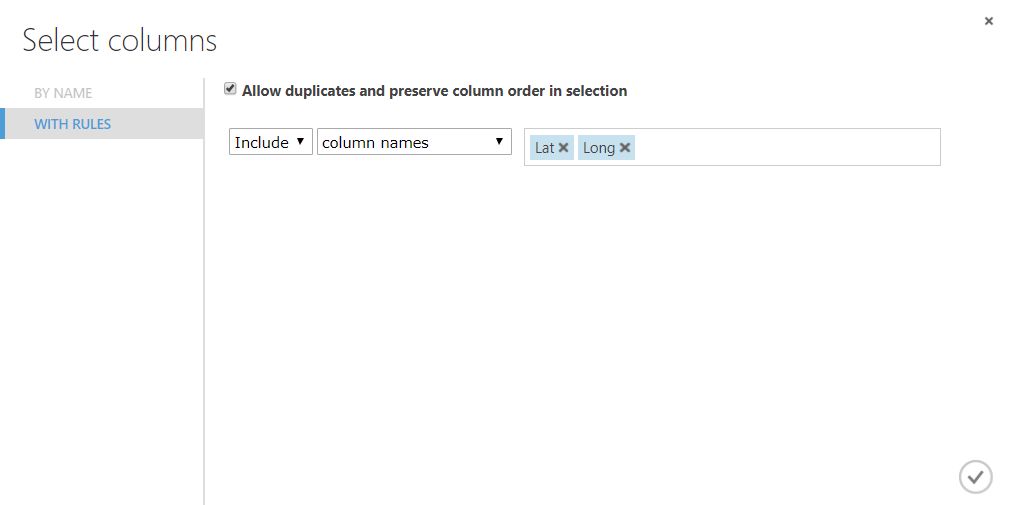 Select columns
BY NAME
WITH RULES
Allow duplicates and preserve column order in selection
Include column names Lat Long